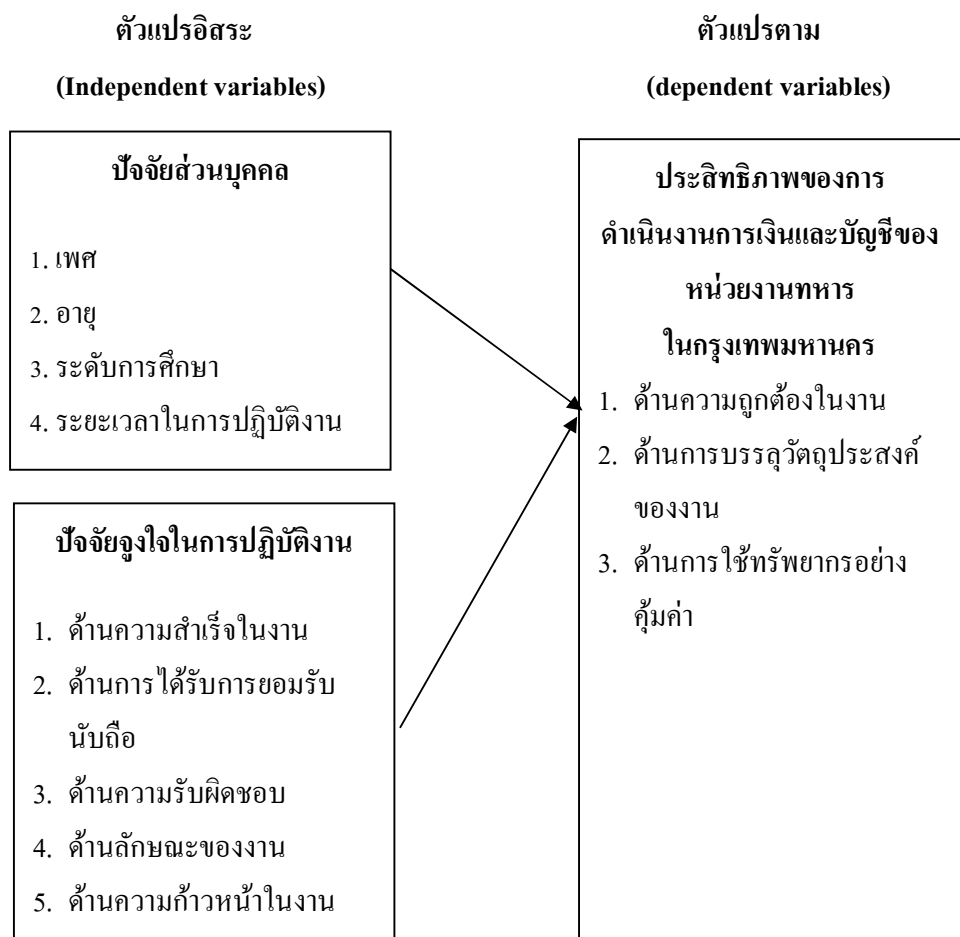 ตัวแปรอิสระ
(Independent variables)
ปัจจัยส่วนบุคคล
1. เพศ
2. อายุ
3. ระดับการศึกษา
4. ระยะเวลาในการปฏิบัติงาน
ปัจจัยจูงใจในการปฏิบัติงาน
1. ด้านความสำเร็จในงาน
2. ด้านการได้รับการยอมรับ
นับถือ
3. ด้านความรับผิดชอบ
4. ด้านลักษณะของงาน
5. ด้านความก้าวหน้าในงาน
ตัวแปรตาม
(dependent variables)
ประสิทธิภาพของการ
ดำเนินงานการเงินและบัญชีของ
หน่วยงานทหาร
ในกรุงเทพมหานคร
1. ด้านความถูกต้องในงาน
2. ด้านการบรรลุวัตถุประสงค์
ของงาน
3. ด้านการใช้ทรัพยากรอย่าง
คุ้มค่า